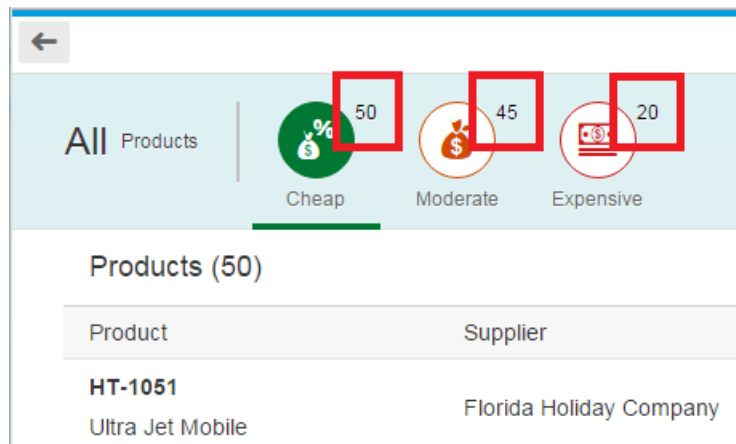 50 45 20
All Products
Cheap Moderate Expensive
Products (50)
Product Supplier
HT-1051
Ultra Jet Mobile Florida Holiday Company